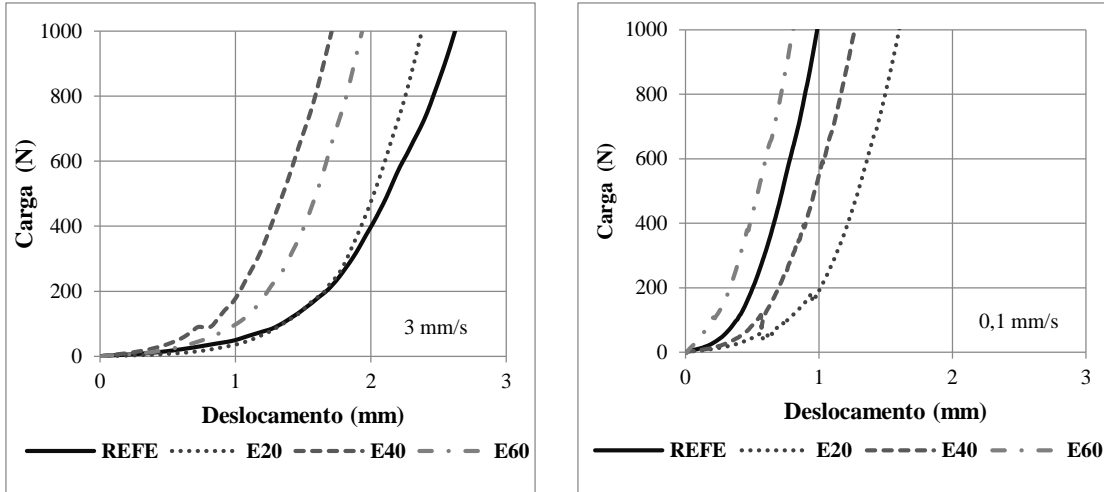 1000
800
600
400
200
0
Carga (N)
3 mm/s
0 1 2 3
Deslocamento (mm)
REFE E20 E40 E60
1000
800
600
400
200
0
Carga (N)
0,1 mm/s
0 1 2 3
Deslocamento (mm)
REFE E20 E40 E60